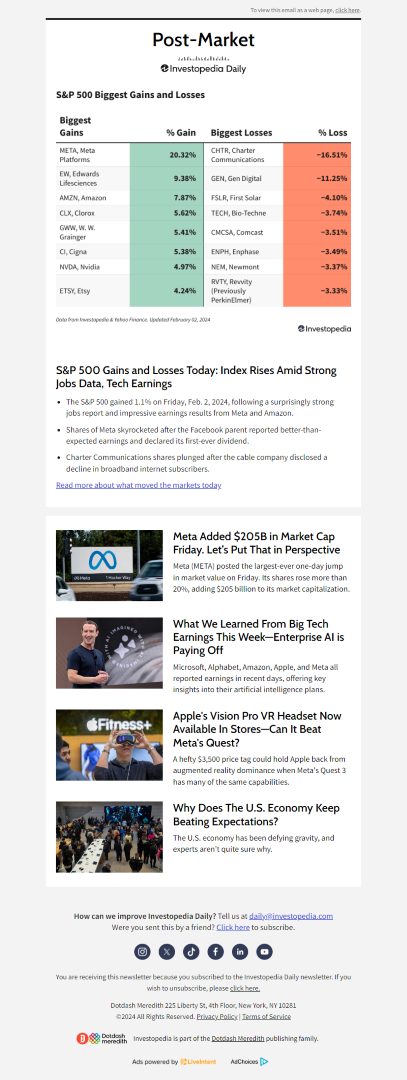 To view this email as a web page, click here.
Post-Market
Investopedia Daily
S&P 500 Biggest Gains and Losses
Biggest
Gains
% Gain
Biggest Losses
% Loss
META, Meta
Platforms
20.32%
CHTR, Charter
Communications
−16.51%
EW, Edwards
Lifesciences
9.38%
GEN, Gen Digital
−11.25%
AMZN, Amazon
7.87%
FSLR, First Solar
−4.10%
CLX, Clorox
5.62%
TECH, Bio-Techne
−3.74%
GWW, W. W.
Grainger
5.41%
CMCSA, Comcast
−3.51%
CI, Cigna
5.38%
ENPH, Enphase
−3.49%
NVDA, Nvidia
4.97%
NEM, Newmont
−3.37%
ETSY, Etsy
4.24%
RVTY, Revvity
(Previously
PerkinElmer)
−3.33%
Data from Investopedia & Yahoo Finance. Updated February 02, 2024
Investopedia
S&P 500 Gains and Losses Today: Index Rises Amid Strong
Jobs Data, Tech Earnings
• The S&P 500 gained 1.1% on Friday, Feb. 2, 2024, following a surprisingly strong
jobs report and impressive earnings results from Meta and Amazon.
• Shares of Meta skyrocketed after the Facebook parent reported better-than-
expected earnings and declared its first-ever dividend.
• Charter Communications shares plunged after the cable company disclosed a
decline in broadband internet subscribers.
Read more about what moved the markets today
Meta Added $205B in Market Cap
Friday. Let's Put That in Perspective
Meta (META) posted the largest-ever one-day jump
in market value on Friday. Its shares rose more than
20%, adding $205 billion to its market capitalization.
Meta
1 Hacker Way
What We Learned From Big Tech
Earnings This Week—Enterprise AI is
Paying Off
Microsoft, Alphabet, Amazon, Apple, and Meta all
reported earnings in recent days, offering key
insights into their artificial intelligence plans.
Fitness+
Apple's Vision Pro VR Headset Now
Available In Stores—Can It Beat
Meta's Quest?
A hefty $3,500 price tag could hold Apple back from
augmented reality dominance when Meta's Quest 3
has many of the same capabilities.
Why Does The U.S. Economy Keep
Beating Expectations?
The U.S. economy has been defying gravity, and
experts aren't quite sure why.
How can we improve Investopedia Daily? Tell us at daily@investopedia.com
Were you sent this by a friend? Click here to subscribe.
You are receiving this newsletter because you subscribed to the Investopedia Daily newsletter. If you
wish to unsubscribe, please click here.
Dotdash Meredith 225 Liberty St, 4th Floor, New York, NY 10281
©2024 All Rights Reserved. Privacy Policy | Terms of Service
Dotdash
meredith
Investopedia is part of the Dotdash Meredith publishing family.
Ads powered by LiveIntent
AdChoices